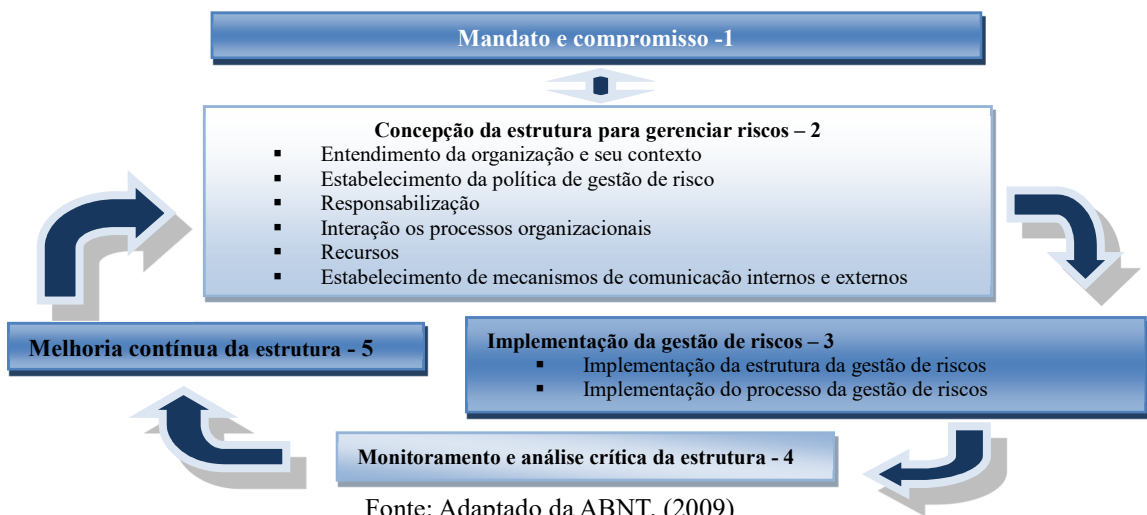 Mandato e compromisso -1
Concepção da estrutura para gerenciar riscos – 2
▪ Entendimento da organização e seu contexto
▪ Estabelecimento da política de gestão de risco
▪ Responsabilização
▪ Interação os processos organizacionais
▪ Recursos
▪ Estabelecimento de mecanismos de comunicação internos e externos
Implementação da gestão de riscos – 3
▪ Implementação da estrutura da gestão de riscos
▪ Implementação do processo da gestão de riscos
Monitoramento e análise crítica da estrutura - 4
Melhoria contínua da estrutura - 5
Fonte: Adaptado da ABNT, (2009)